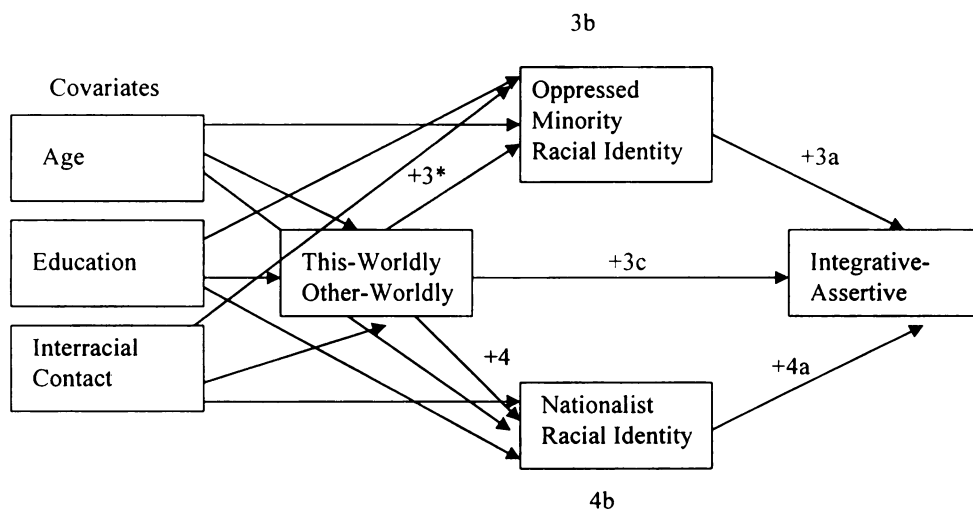 3b
Covariates
Age
Education
Interracial
Contact
This-Worldly
Other-Worldly
Oppressed
Minority
Racial Identity
Nationalist
Racial Identity
Integrative-
Assertive
+3*
+3a
+3c
+4
+4a
4b